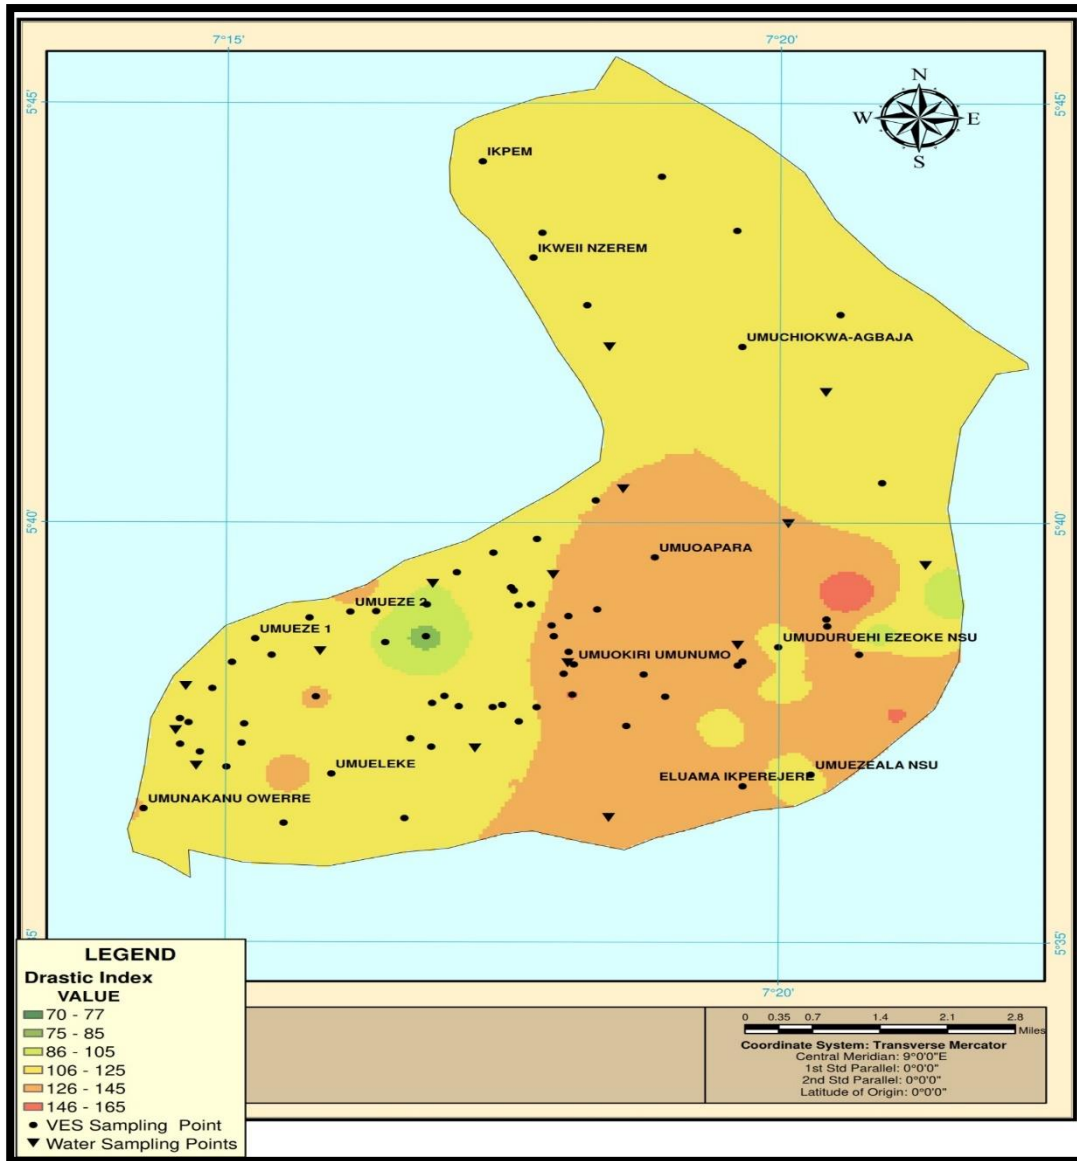 7°15'
7°20'
5°45'
5°45'
N
W
E
S
IKPEM
IKWEII NZEREM
UMUCHIOKWA-AGBAJA
5°40'
5°40'
UMUOAPARA
UMUEZE 2
UMUEZE 1
UMUDURUEHI EZEOKE NSU
UMUOKIRI UMUNUMO
UMUELEKE
UMUEZEALA NSU
ELUAMA IKPEREJERE
UMUNAKANU OWERRE
5°35'
7°20'
LEGEND
Drastic Index
VALUE
70 - 77
75 - 85
86 - 105
106 - 125
126 - 145
146 - 165
VES Sampling Point
Water Sampling Points
0 0.35 0.7 1.4 2.1 2.8
Miles
Coordinate System: Transverse Mercator
Central Meridian: 9°0'0"E
1st Std Parallel: 0°0'0"
2nd Std Parallel: 0°0'0"
Latitude of Origin: 0°0'0"